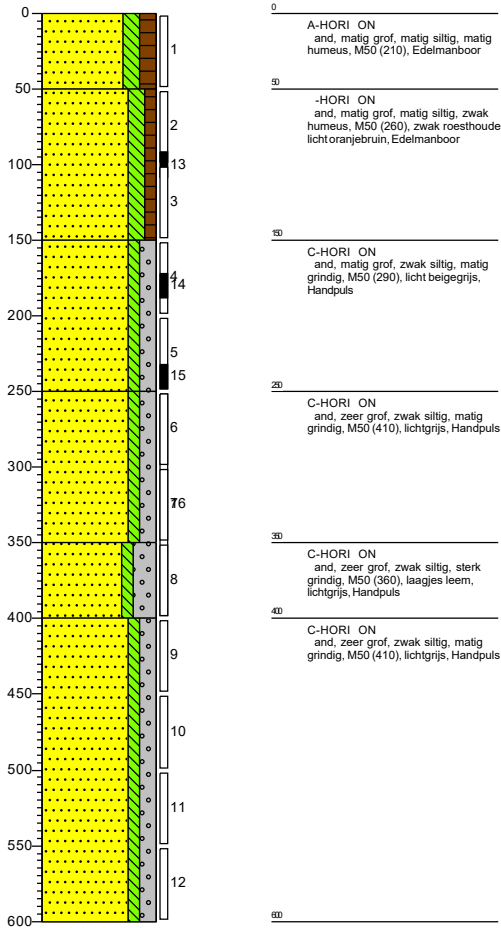 0
50
100
150
200
250
300
350
400
450
500
550
600
1
2
13
3
4
14
5
15
6
7
16
8
9
10
11
12
0
A-HORI ON
and, matig grof, matig siltig, matig
humeus, M50 (210), Edelmanboor
50
-HORI ON
and, matig grof, matig siltig, zwak
humeus, M50 (260), zwak roesthoude
licht oranjebruin, Edelmanboor
150
C-HORI ON
and, matig grof, zwak siltig, matig
grindig, M50 (290), licht beigegrijs,
Handpuls
250
C-HORI ON
and, zeer grof, zwak siltig, matig
grindig, M50 (410), lichtgrijs, Handpuls
350
C-HORI ON
and, zeer grof, zwak siltig, sterk
grindig, M50 (360), laagjes leem,
lichtgrijs, Handpuls
400
C-HORI ON
and, zeer grof, zwak siltig, matig
grindig, M50 (410), lichtgrijs, Handpuls
600